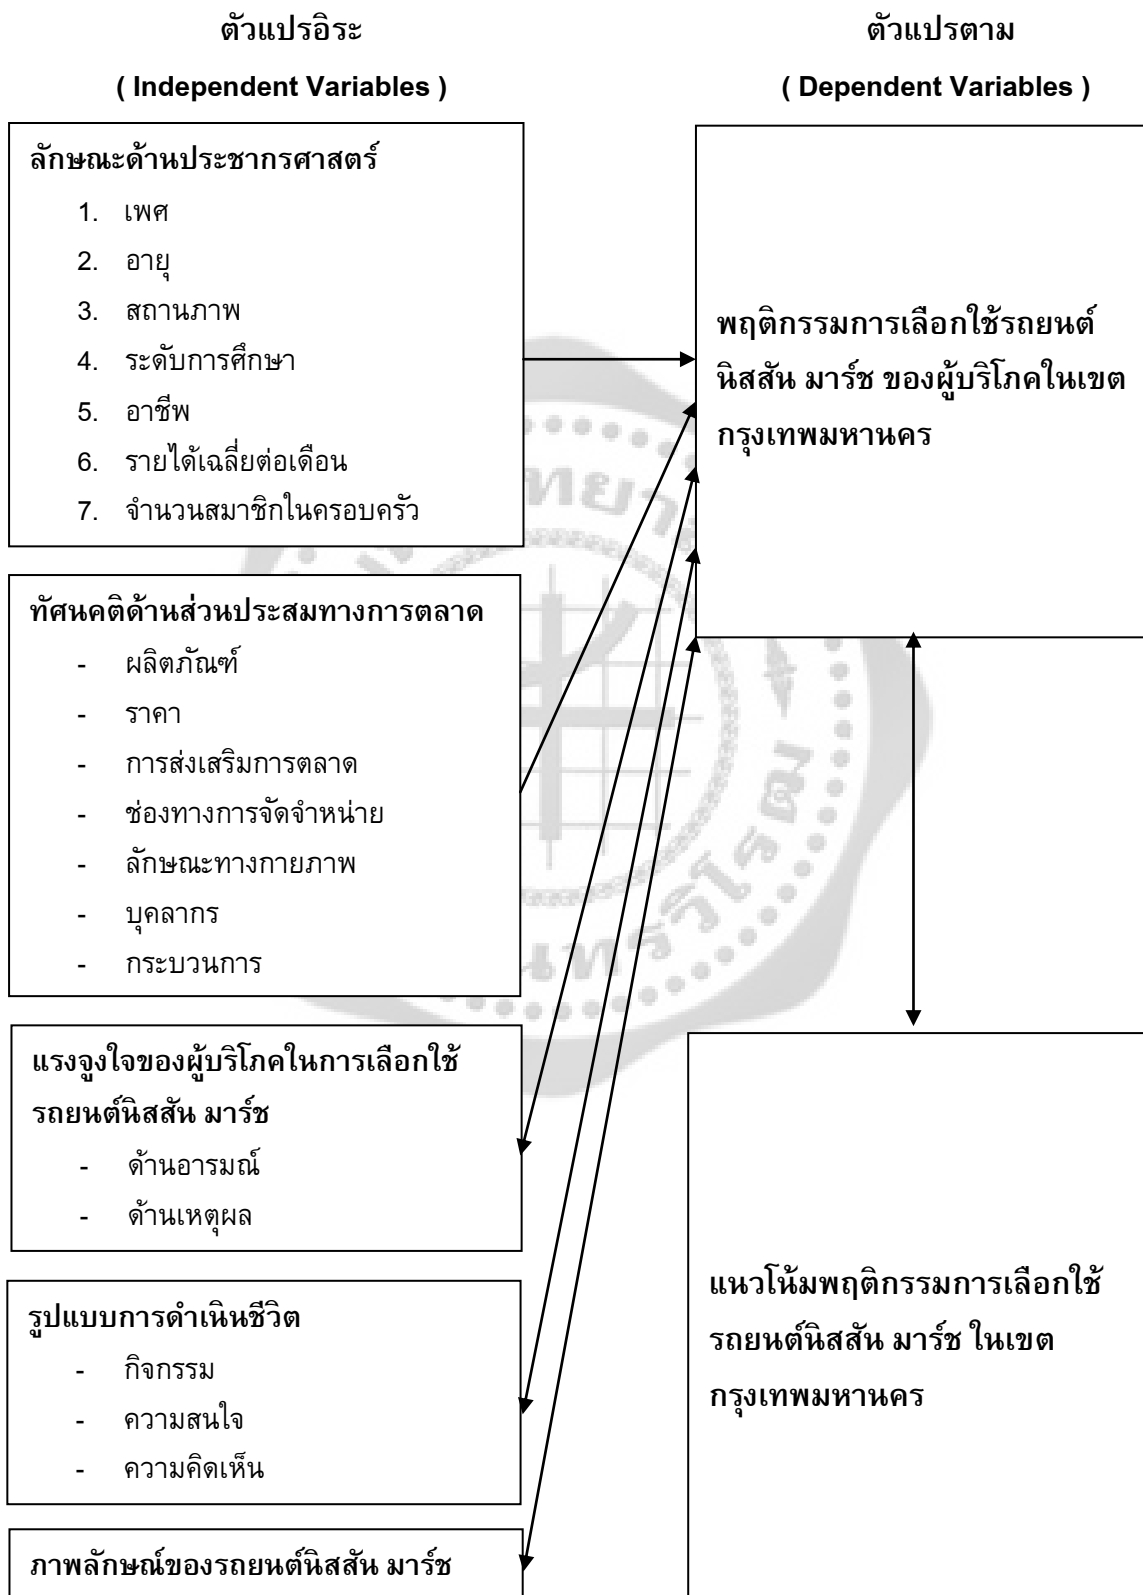 ตัวแปรอิระ
( Independent Variables )
ลักษณะด้านประชากรศาสตร์
1. เพศ
2. อายุ
3. สถานภาพ
4. ระดับการศึกษา
5. อาชีพ
6. รายได้เฉลี่ยต่อเดือน
7. จำนวนสมาชิกในครอบครัว
ทัศนคติด้านส่วนประสมทางการตลาด
- ผลิตภัณฑ์
- ราคา
- การส่งเสริมการตลาด
- ช่องทางการจัดจำหน่าย
- ลักษณะทางกายภาพ
- บุคลากร
- กระบวนการ
แรงจูงใจของผู้บริโภคในการเลือกใช้
รถยนต์นิสสัน มาร์ช
- ด้านอารมณ์
- ด้านเหตุผล
รูปแบบการดำเนินชีวิต
- กิจกรรม
- ความสนใจ
- ความคิดเห็น
ภาพลักษณ์ของรถยนต์นิสสัน มาร์ช
ตัวแปรตาม
( Dependent Variables )
พฤติกรรมการเลือกใช้รถยนต์
นิสสัน มาร์ช ของผู้บริโภคในเขต
กรุงเทพมหานคร
แนวโน้มพฤติกรรมการเลือกใช้
รถยนต์นิสสัน มาร์ช ในเขต
กรุงเทพมหานคร